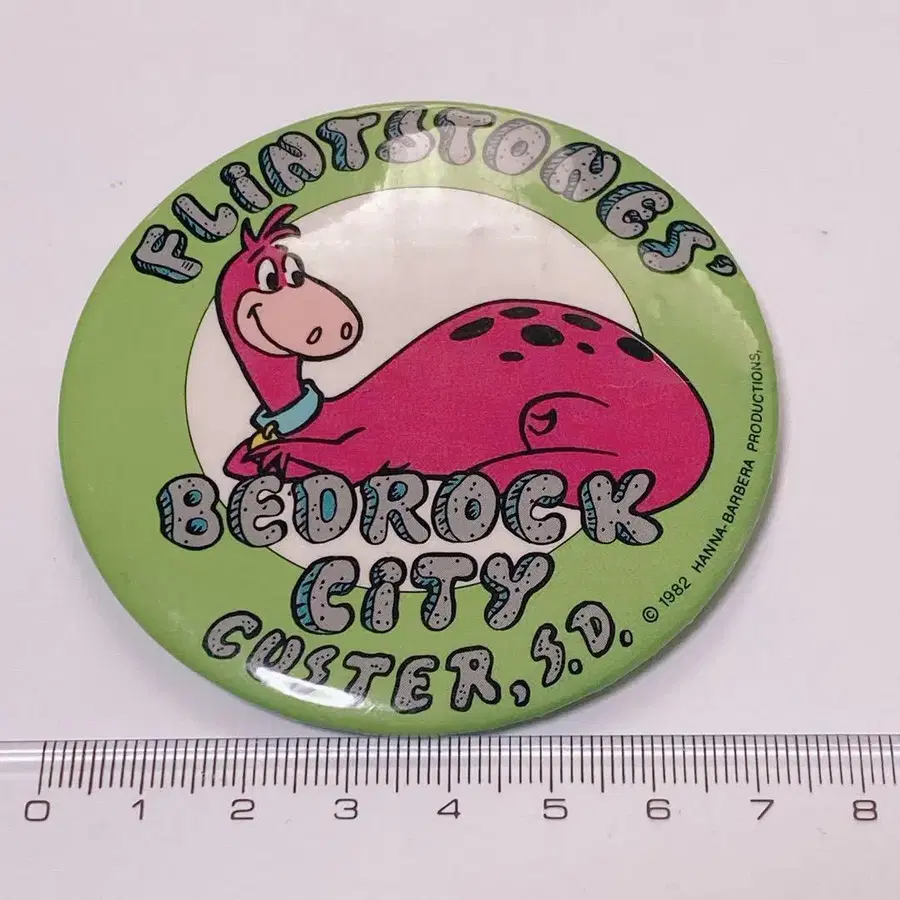 FLINTSTONES'
BEDROCK
CITY
CUSTER, S.D.
© 1982 HANNA-BARBERA PRODUCTIONS,
0 1 2 3 4 5 6 7 8